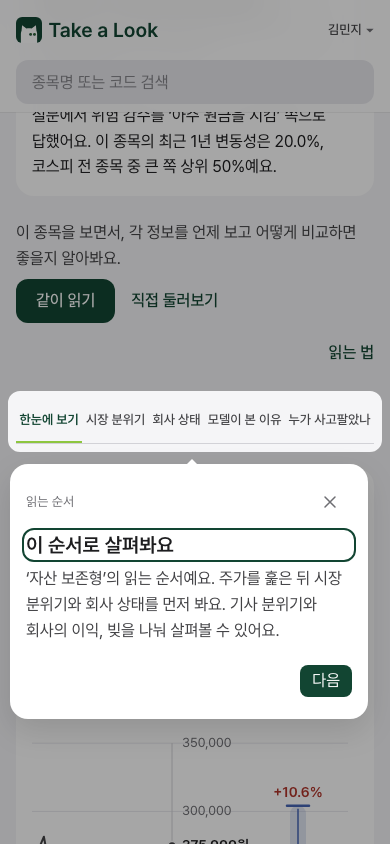 Take a Look
김민지
종목명 또는 코드 검색
질문에서 위험 감수를 '아주 원금을 지킴' 쪽으로
답했어요. 이 종목의 최근 1년 변동성은 20.0%,
코스피 전 종목 중 큰 쪽 상위 50%예요.
이 종목을 보면서, 각 정보를 언제 보고 어떻게 비교하면
좋을지 알아봐요.
같이 읽기 직접 둘러보기
읽는 법
한눈에 보기 시장 분위기 회사 상태 모델이 본 이유 누가 사고팔았나
읽는 순서
이 순서로 살펴봐요
'자산 보존형'의 읽는 순서예요. 주가를 훑은 뒤 시장
분위기와 회사 상태를 먼저 봐요. 기사 분위기와
회사의 이익, 빚을 나눠 살펴볼 수 있어요.
다음
350,000
+10.6%
300,000